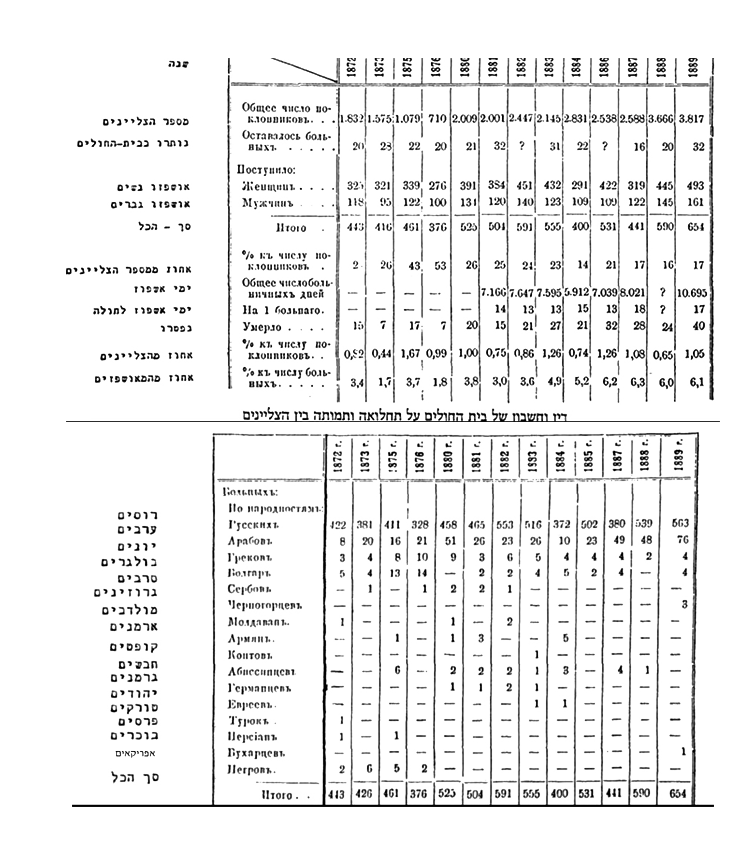 שנה 1872 1875 1881 1883 1884 1886 1887 1888 1889
Общее число по-
מספר הצליינים клонниковъ. . . 1.832 1.575 1.079 710 2.009 2.001 2.447 2.145 2.831 2.538 2.588 3.666 3.817
Оставалось боль-
נותרו בבית-החולים ныхъ . . . . . 20 28 22 20 21 32 ? 31 22 ? 16 20 32
Поступило:
אושפזו נשים Женщинъ . . . . 325 321 339 276 391 384 451 432 291 422 319 445 493
אושפזו גברים Мужчинъ . . . 118 95 122 100 131 120 140 123 109 109 122 145 161
סך - הכל Итого . 443 416 461 376 525 504 591 555 400 531 441 590 654
% къ числу по-
אחוז ממספר הצליינים клонниковъ. . 2 26 43 53 26 25 24 23 14 21 17 16 17
ימי אשפוז Общее числоболь-
ничныхъ дней — — — — — 7.166 7.647 7.595 5.912 7.039 8.021 ? 10.695
ימי אשפוז לחולה На 1 больнаго. — — — — — 14 13 13 15 13 18 ? 17
נפטרו Умерло . . . . 15 7 17 7 20 15 21 27 21 32 28 24 40
% къ числу по-
אחוז מהצליינים клонниковъ. . 0,82 0,44 1,67 0,99 1,00 0,75 0,86 1,26 0,74 1,26 1,08 0,65 1,05
% къ числу боль-
אחוז מהמאושפזים ныхъ. . . . . 3,4 1,7 3,7 1,8 3,8 3,0 3,6 4,9 5,2 6,2 6,3 6,0 6,1
דין וחשבון של בית החולים על תחלואה ותמותה בין הצליינים
1872 г. 1873 г. 1875 г. 1876 г. 1880 г. 1881 г. 1882 г. 1883 г. 1884 г. 1885 г. 1887 г. 1888 г. 1889 г.
Больныхъ:
По народностямъ:
רוסים Русскихъ 422 381 411 328 458 465 553 516 372 502 380 539 563
ערבים Арабовъ 8 20 16 21 51 26 23 26 10 23 49 48 76
יונים Грековъ 3 4 8 10 9 3 6 5 4 4 4 2 4
בולגרים Болгаръ 5 4 13 14 — 2 2 4 5 2 4 — 4
סרבים Сербовъ — 1 — 1 2 2 1 — — — — — —
גרוזינים Черногорцевъ — — — — — — — — — — — — 3
מולדבים Молдаванъ. 1 — — — 1 — 2 — — — — — —
ארמנים Армянъ. — — 1 — 1 3 — — 5 — — — —
קופטים Коптовъ — — — — — — — 1 — — — — —
חבשים Абиссинцевъ — — 6 — 2 2 2 1 3 — 4 1 —
גרמנים Германцевъ — — — — 1 1 2 1 — — — — —
יהודים Евреевъ. — — — — — — — 1 1 — — — —
טורקים Турокъ . 1 — — — — — — — — — — — —
פרסים Персіанъ 1 — 1 — — — — — — — — — —
בוכרים Бухарцевъ — — — — — — — — — — — — 1
אפריקאים Негровъ. 2 6 5 2 — — — — — — — — —
סך הכל Итого . . 443 426 461 376 525 504 591 555 400 531 441 590 654